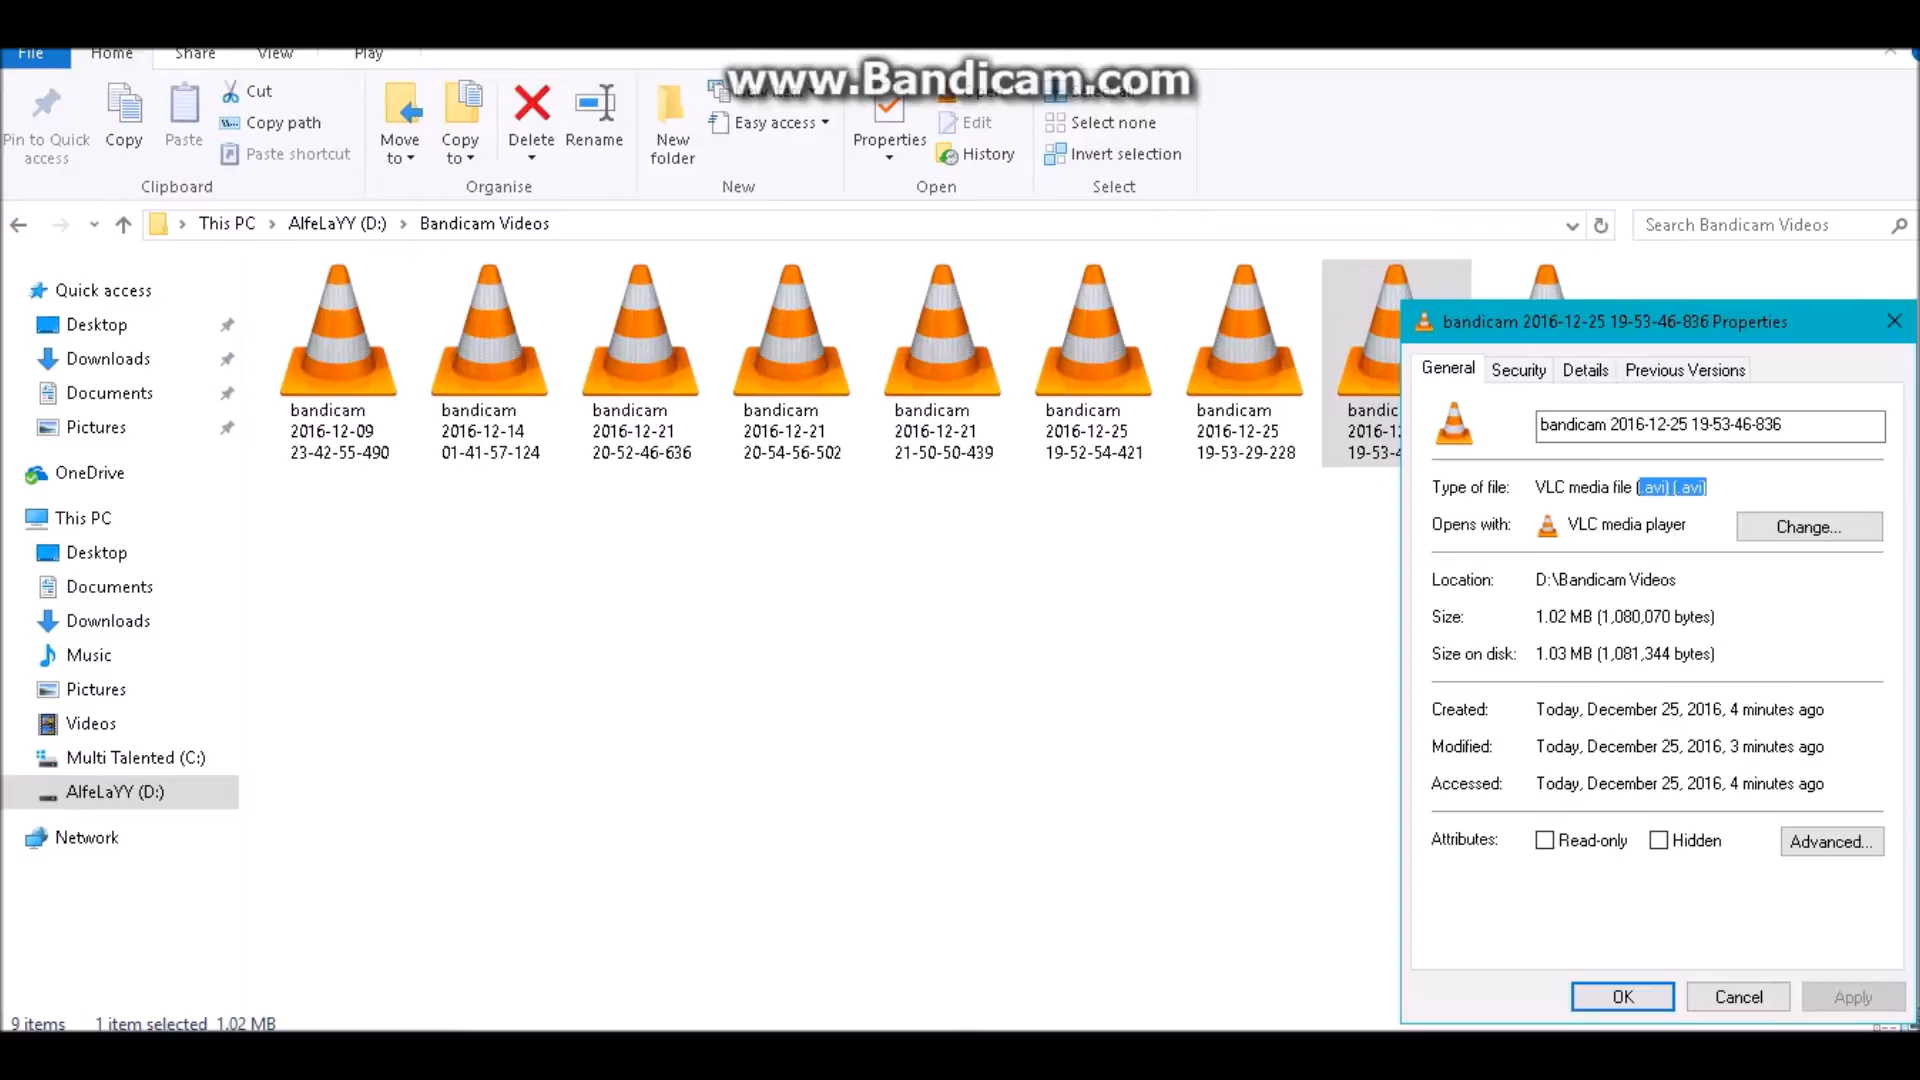 www.Bandicam.com
File
Home
Share
View
Play
Pin to Quick
access
Copy
Paste
Cut
Copy path
Paste shortcut
Clipboard
Move
to
Copy
to
Delete
Rename
Organise
New
folder
Easy access
New
Properties
Edit
History
Open
Select none
Invert selection
Select
This PC
AlfeLaYY (D:)
Bandicam Videos
Search Bandicam Videos
Quick access
Desktop
Downloads
Documents
Pictures
OneDrive
This PC
Desktop
Documents
Downloads
Music
Pictures
Videos
Multi Talented (C:)
AlfeLaYY (D:)
Network
bandicam
2016-12-09
23-42-55-490
bandicam
2016-12-14
01-41-57-124
bandicam
2016-12-21
20-52-46-636
bandicam
2016-12-21
20-54-56-502
bandicam
2016-12-21
21-50-50-439
bandicam
2016-12-25
19-52-54-421
bandicam
2016-12-25
19-53-29-228
bandic
2016-12
19-53-4
bandicam 2016-12-25 19-53-46-836 Properties
General
Security
Details
Previous Versions
bandicam 2016-12-25 19-53-46-836
Type of file: VLC media file (.avi) (.avi)
Opens with: VLC media player
Change...
Location: D:\Bandicam Videos
Size: 1.02 MB (1,080,070 bytes)
Size on disk: 1.03 MB (1,081,344 bytes)
Created: Today, December 25, 2016, 4 minutes ago
Modified: Today, December 25, 2016, 3 minutes ago
Accessed: Today, December 25, 2016, 4 minutes ago
Attributes: Read-only Hidden
Advanced...
OK
Cancel
Apply
9 items
1 item selected 1.02 MB